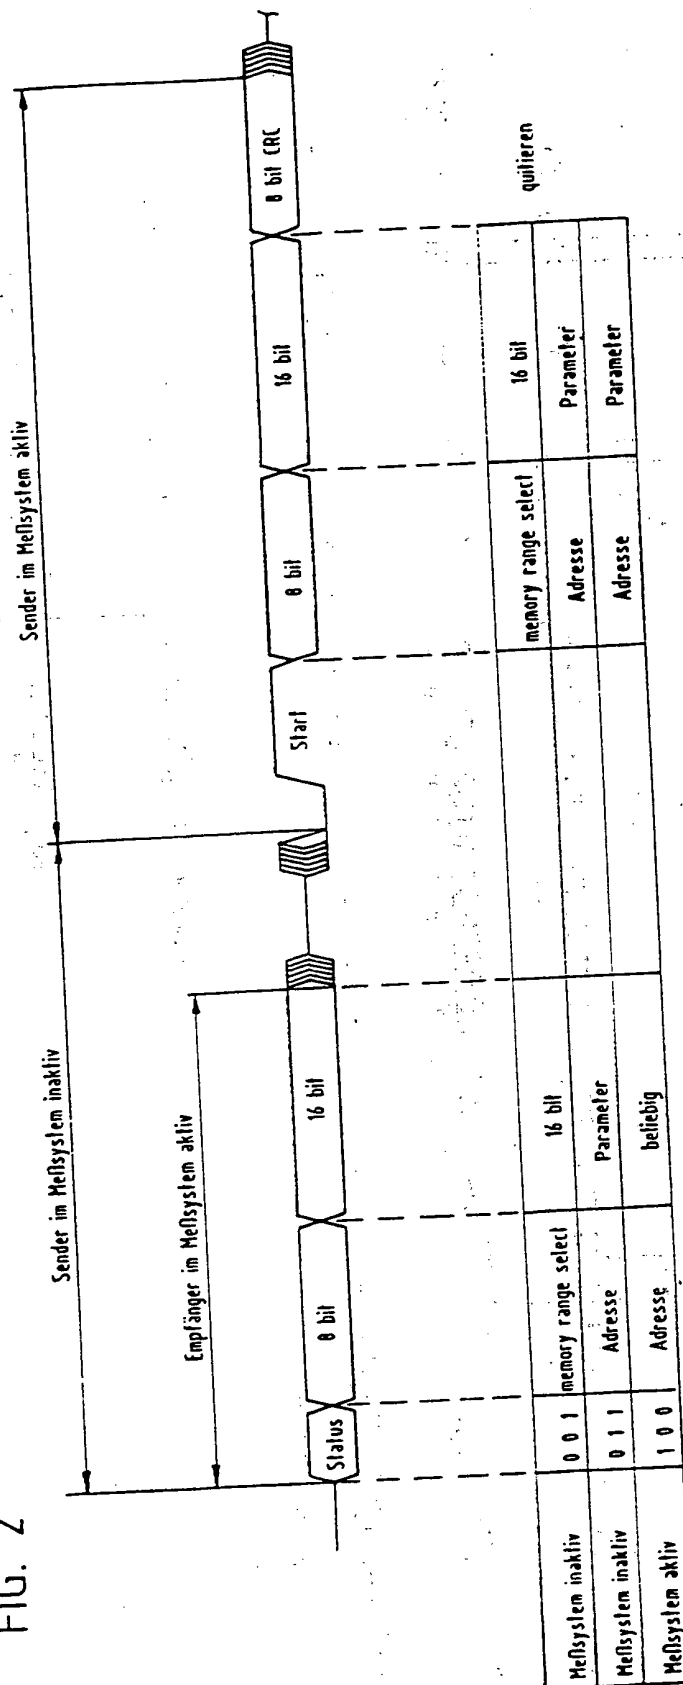 FIG. 2
Sender im Meßsystem inaktiv
Sender im Meßsystem aktiv
Empfänger im Meßsystem aktiv
Status
8 bit
16 bit
Start
8 bit
16 bit
8 bit CRC
Meßsystem inaktiv 0 0 1 memory range select 16 bit memory range select 16 bit quitieren
Meßsystem inaktiv 0 1 1 Adresse Parameter Adresse Parameter
Meßsystem aktiv 1 0 0 Adresse beliebig Adresse Parameter